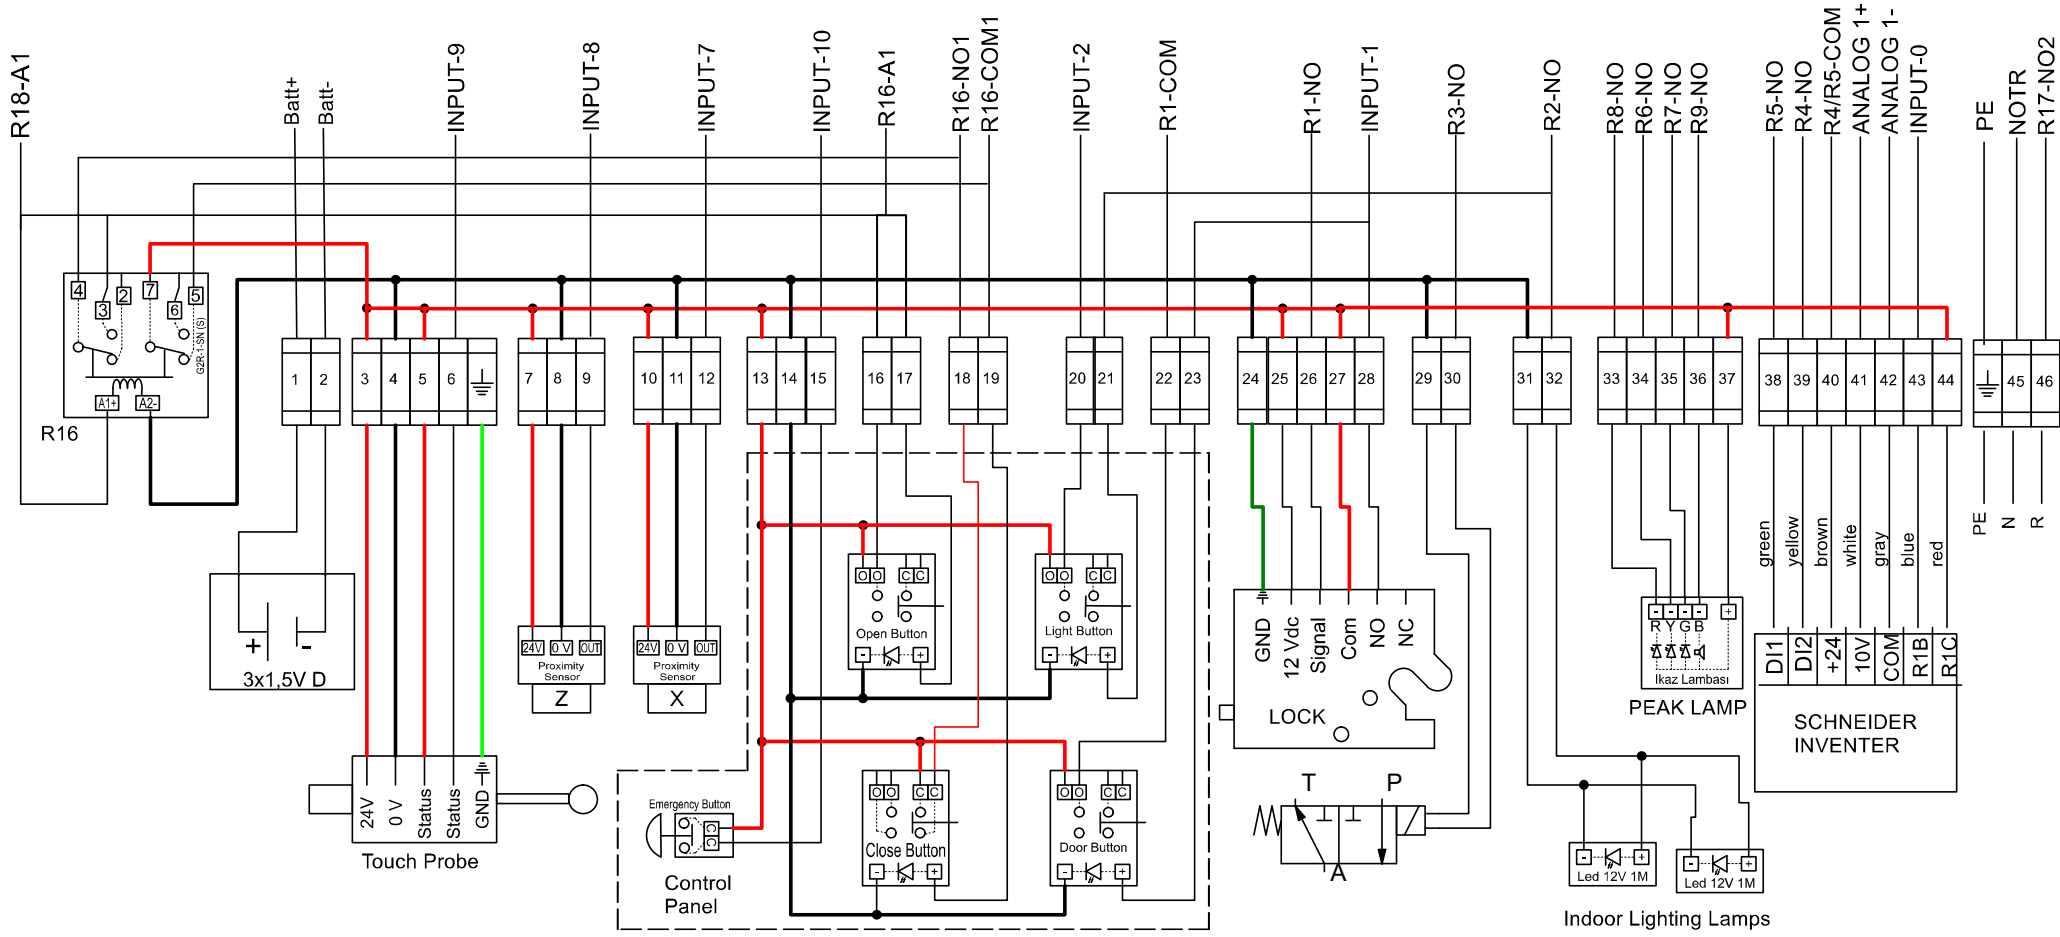 R18-A1
Batt+
Batt-
INPUT-9
INPUT-8
INPUT-7
INPUT-10
R16-A1
R16-NO1
R16-COM1
INPUT-2
R1-COM
R1-NO
INPUT-1
R3-NO
R2-NO
R8-NO
R6-NO
R7-NO
R9-NO
R5-NO
R4-NO
R4/R5-COM
ANALOG 1+
ANALOG 1-
INPUT-0
PE
NOTR
R17-NO2
4
3
2
7
6
5
G2R-1-SN (S)
A1+
A2-
R16
1
2
3
4
5
6
7
8
9
10
11
12
13
14
15
16
17
18
19
20
21
22
23
24
25
26
27
28
29
30
31
32
33
34
35
36
37
38
39
40
41
42
43
44
45
46
green
yellow
brown
white
gray
blue
red
PE
N
R
+
-
3x1,5V D
24V
0 V
OUT
Proximity
Sensor
Z
24V
0 V
OUT
Proximity
Sensor
X
O
O
C
C
Open Button
-
+
O
O
C
C
Light Button
-
+
GND
12 Vdc
Signal
Com
NO
NC
LOCK
-
-
-
-
+
R
Y
G
B
Ikaz Lambası
PEAK LAMP
DI1
DI2
+24
10V
COM
R1B
R1C
SCHNEIDER
INVENTER
24V
0 V
Status
Status
GND
Touch Probe
Emergency Button
C
C
Control
Panel
O
O
C
C
Close Button
-
+
O
O
C
C
Door Button
-
+
T
P
A
-
+
Led 12V 1M
-
+
Led 12V 1M
Indoor Lighting Lamps